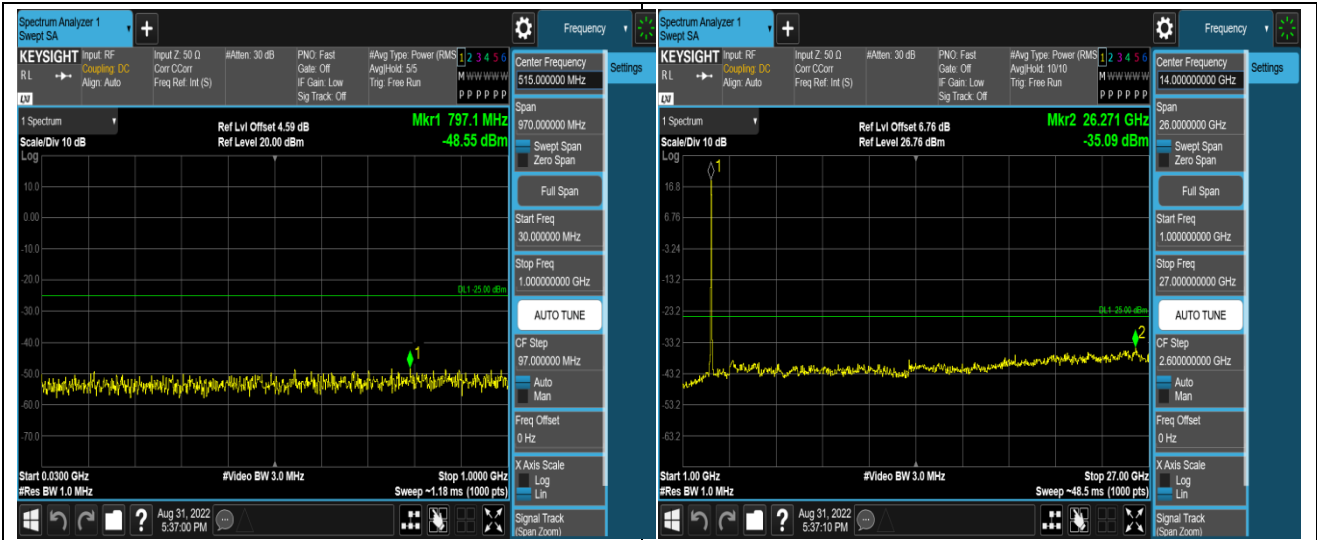 Spectrum Analyzer 1
Swept SA
+
Frequency
KEYSIGHT Input: RF
RL
Coupling: DC
Align: Auto
LXI
Input Z: 50 Ω
Corr CCorr
Freq Ref: Int (S)
#Atten: 30 dB
PNO: Fast
Gate: Off
IF Gain: Low
Sig Track: Off
#Avg Type: Power (RMS
Avg|Hold: 5/5
Trig: Free Run
1 2 3 4 5 6
M W W W W W
P P P P P P
1 Spectrum
Scale/Div 10 dB
Ref Lvl Offset 4.59 dB
Ref Level 20.00 dBm
Mkr1 797.1 MHz
-48.55 dBm
Log
10.0
0.00
-10.0
-20.0
DL1 -25.00 dBm
-30.0
-40.0
1
-50.0
-60.0
-70.0
Start 0.0300 GHz
#Res BW 1.0 MHz
#Video BW 3.0 MHz
Stop 1.0000 GHz
Sweep ~1.18 ms (1000 pts)
Aug 31, 2022
5:37:00 PM
Center Frequency
515.000000 MHz
Settings
Span
970.000000 MHz
Swept Span
Zero Span
Full Span
Start Freq
30.000000 MHz
Stop Freq
1.000000000 GHz
AUTO TUNE
CF Step
97.000000 MHz
Auto
Man
Freq Offset
0 Hz
X Axis Scale
Log
Lin
Signal Track
(Span Zoom)
Spectrum Analyzer 1
Swept SA
+
Frequency
KEYSIGHT Input: RF
RL
Coupling: DC
Align: Auto
LXI
Input Z: 50 Ω
Corr CCorr
Freq Ref: Int (S)
#Atten: 30 dB
PNO: Fast
Gate: Off
IF Gain: Low
Sig Track: Off
#Avg Type: Power (RMS
Avg|Hold: 10/10
Trig: Free Run
1 2 3 4 5 6
M W W W W W
P P P P P P
1 Spectrum
Scale/Div 10 dB
Ref Lvl Offset 6.76 dB
Ref Level 26.76 dBm
Mkr2 26.271 GHz
-35.09 dBm
Log
1
16.8
6.76
-3.24
-13.2
-23.2
DL1 -25.00 dBm
2
-33.2
-43.2
-53.2
-63.2
Start 1.00 GHz
#Res BW 1.0 MHz
#Video BW 3.0 MHz
Stop 27.00 GHz
Sweep ~48.5 ms (1000 pts)
Aug 31, 2022
5:37:10 PM
Center Frequency
14.000000000 GHz
Settings
Span
26.0000000 GHz
Swept Span
Zero Span
Full Span
Start Freq
1.000000000 GHz
Stop Freq
27.000000000 GHz
AUTO TUNE
CF Step
2.600000000 GHz
Auto
Man
Freq Offset
0 Hz
X Axis Scale
Log
Lin
Signal Track
(Span Zoom)